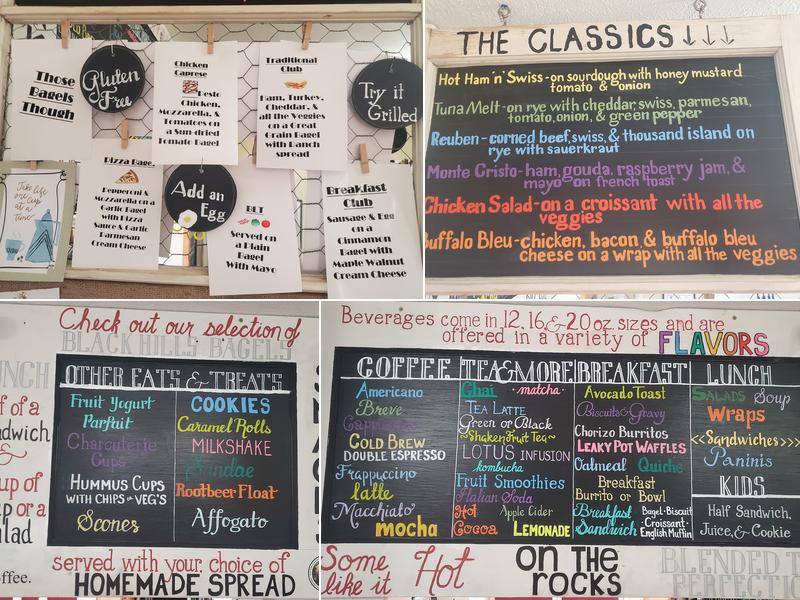 Those
Bagels
Though
Gluten
Free
Chicken
Caprese
Pesto
Chicken,
Mozzarella, &
Tomatoes on
a Sun-dried
Tomato Bagel
Traditional
Club
Ham, Turkey,
Cheddar, &
all the Veggies
on a Great
Grain Bagel
with Ranch
spread
Try it
Grilled
Take life
one cup
at a
time
Pizza Bag
Pepperoni &
Mozzarella on a
Garlic Bagel
with Pizza
Sauce & Garlic
Parmesan
Cream Cheese
Add an
Egg
BLT
Served on
a Plain
Bagel
With Mayo
Breakfast
Club
Sausage & Egg
on a
Cinnamon
Bagel with
Maple Walnut
Cream Cheese
THE CLASSICS ↓↓↓
Hot Ham 'n' Swiss - on sourdough with honey mustard
tomato & onion
Tuna Melt - on rye with cheddar, swiss, parmesan,
tomato, onion, & green pepper
Reuben - corned beef, swiss, & thousand island on
rye with sauerkraut
Monte Cristo - ham, gouda, raspberry jam, &
mayo on french toast
Chicken Salad - on a croissant with all the
veggies
Buffalo Bleu - chicken, bacon, & buffalo bleu
cheese on a wrap with all the veggies
Check out our selection of
BLACK HILLS BAGELS
OTHER EATS & TREATS
Fruit Yogurt
Parfait
Charcuterie
Cups
HUMMUS CUPS
WITH CHIPS or VEG'S
Scones
COOKIES
Caramel Rolls
MILKSHAKE
Sundae
Rootbeer Float
Affogato
served with your choice of
HOMEMADE SPREAD
UNCH
lf of a
ndwich
&
up of
p or a
alad
offee.
Beverages come in 12, 16 & 20 oz sizes and are
offered in a variety of FLAVORS
COFFEE
Americano
Breve
Cappuccino
COLD BREW
DOUBLE ESPRESSO
Frappuccino
latte
Macchiato
mocha
TEA & MORE
Chai · matcha ·
TEA LATTE
Green or Black
~Shaken Fruit Tea~
LOTUS INFUSION
kombucha
Fruit Smoothies
Italian Soda
Hot Apple Cider
Cocoa LEMONADE
BREAKFAST
Avocado Toast
Biscuits & Gravy
Chorizo Burritos
LEAKY POT WAFFLES
Oatmeal Quiche
Breakfast
Burrito or Bowl
Breakfast
Sandwich
Bagel · Biscuit
· Croissant ·
English Muffin
LUNCH
SALADS Soup
Wraps
<<Sandwiches>>>
Paninis
KIDS
Half Sandwich,
Juice, & Cookie
Some
like it Hot
ON THE
ROCKS
BLENDED T
PERFECTIO